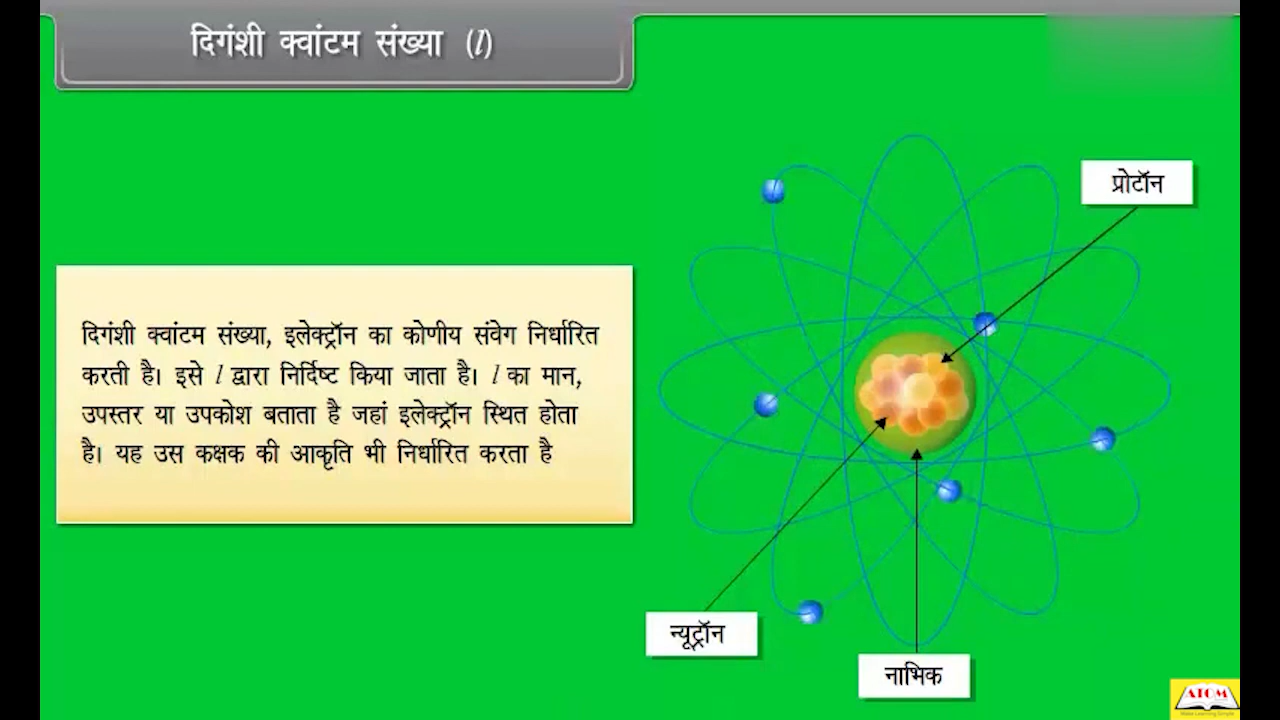 दिगंशी क्वांटम संख्या (l)
प्रोटॉन
दिगंशी क्वांटम संख्या, इलेक्ट्रॉन का कोणीय संवेग निर्धारित
करती है। इसे l द्वारा निर्दिष्ट किया जाता है। l का मान,
उपस्तर या उपकोश बताता है जहां इलेक्ट्रॉन स्थित होता
है। यह उस कक्षक की आकृति भी निर्धारित करता है
न्यूट्रॉन
नाभिक
ATOM